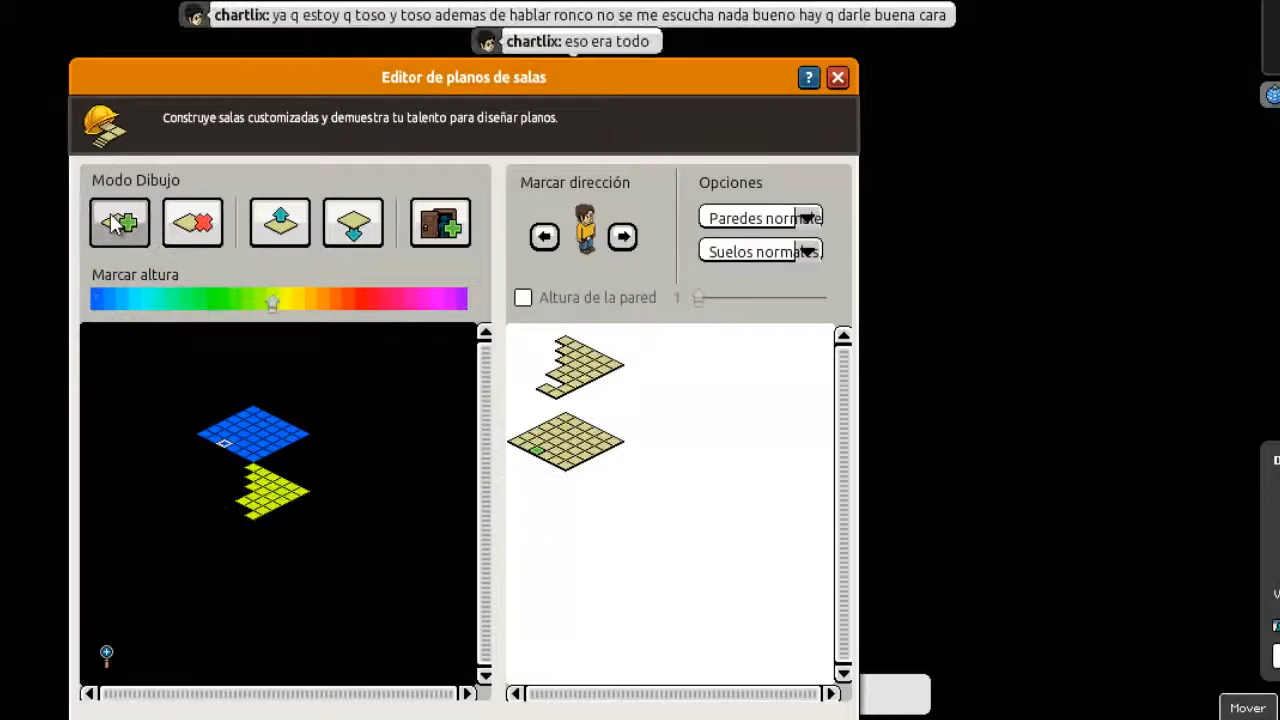 chartlix: ya q estoy q toso y toso ademas de hablar ronco no se me escucha nada bueno hay q darle buena cara
chartlix: eso era todo
Editor de planos de salas
?
Construye salas customizadas y demuestra tu talento para diseñar planos.
Modo Dibujo
Marcar dirección
Opciones
Paredes normale
Suelos normales,
Marcar altura
Altura de la pared 1
Mover